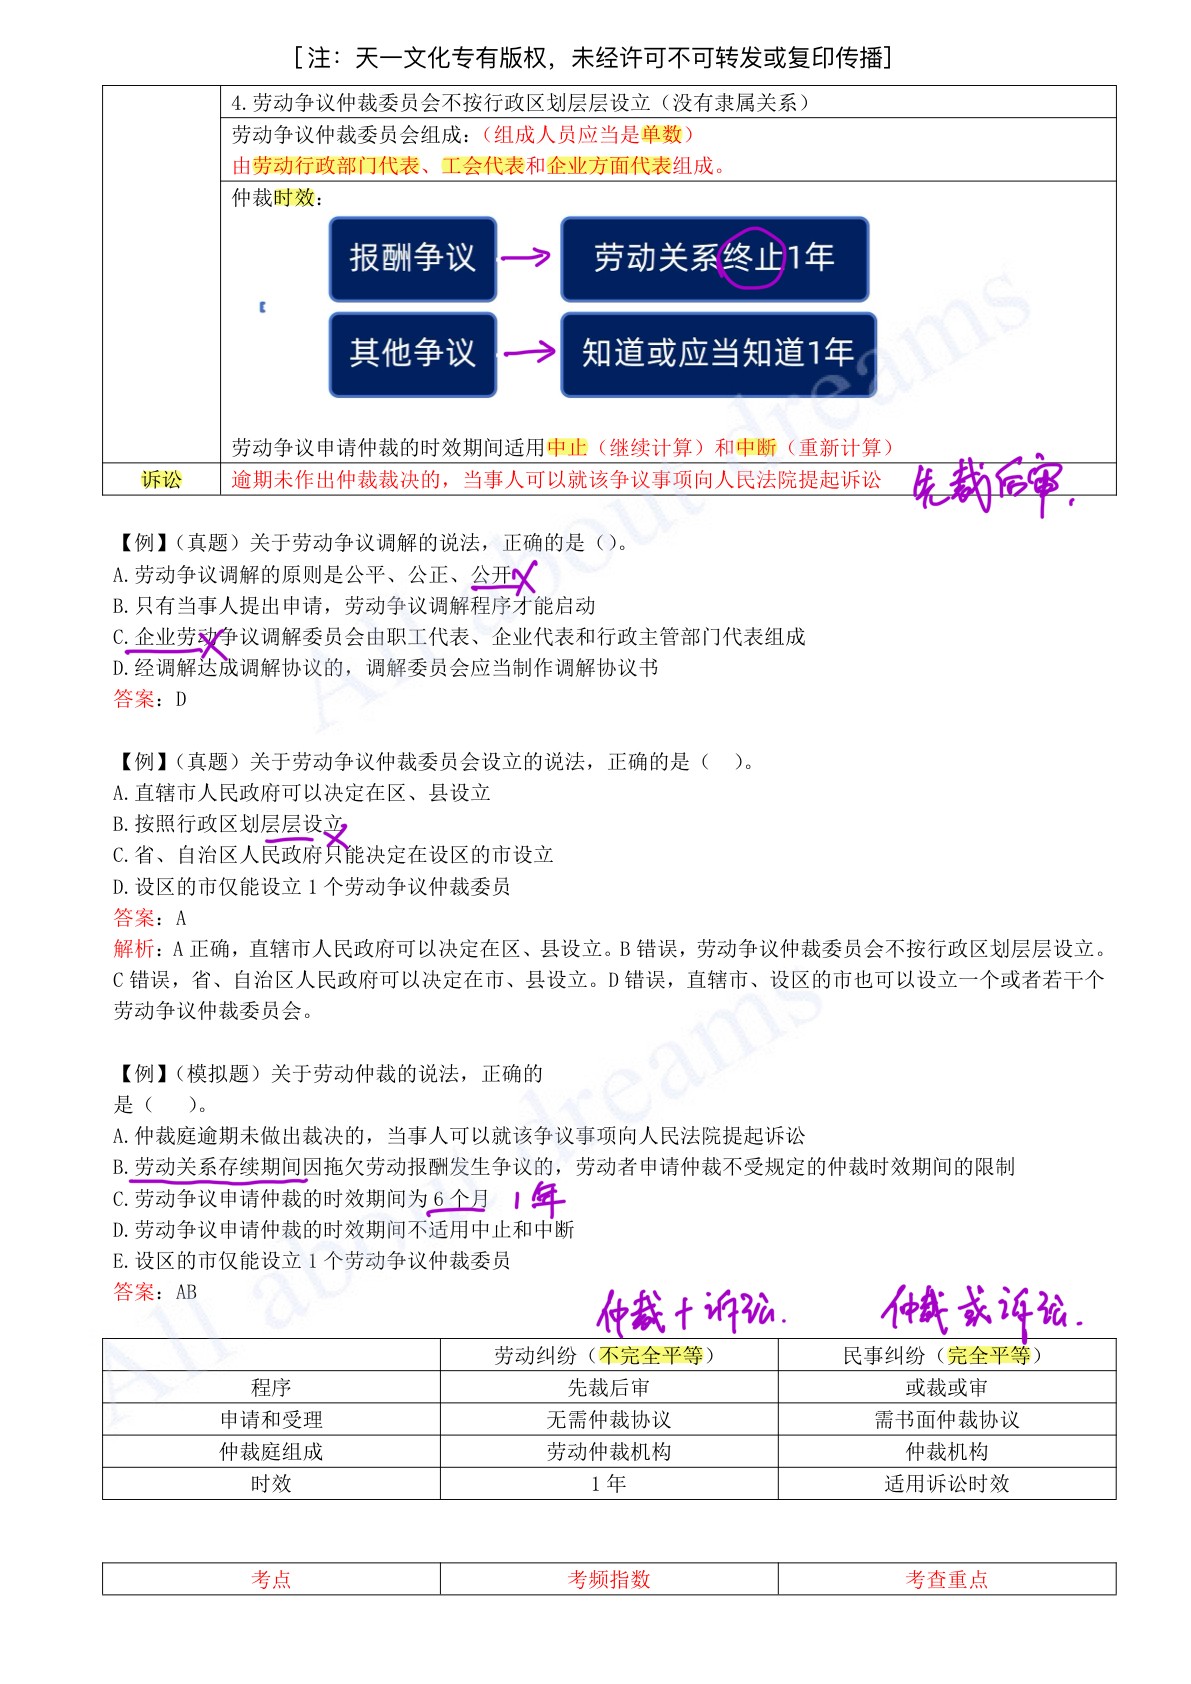 [注：天一文化专有版权，未经许可不可转发或复印传播]
4.劳动争议仲裁委员会不按行政区划层层设立（没有隶属关系）
劳动争议仲裁委员会组成：（组成人员应当是单数）
由劳动行政部门代表、工会代表和企业方面代表组成。
仲裁时效：
报酬争议 劳动关系终止1年
其他争议 知道或应当知道1年
劳动争议申请仲裁的时效期间适用中止（继续计算）和中断（重新计算）
诉讼 逾期未作出仲裁裁决的，当事人可以就该争议事项向人民法院提起诉讼 先裁后审.
【例】（真题）关于劳动争议调解的说法，正确的是（）。
A.劳动争议调解的原则是公平、公正、公开
B.只有当事人提出申请，劳动争议调解程序才能启动
C.企业劳动争议调解委员会由职工代表、企业代表和行政主管部门代表组成
D.经调解达成调解协议的，调解委员会应当制作调解协议书
答案：D
【例】（真题）关于劳动争议仲裁委员会设立的说法，正确的是（ ）。
A.直辖市人民政府可以决定在区、县设立
B.按照行政区划层层设立
C.省、自治区人民政府只能决定在设区的市设立
D.设区的市仅能设立 1 个劳动争议仲裁委员
答案：A
解析：A 正确，直辖市人民政府可以决定在区、县设立。B 错误，劳动争议仲裁委员会不按行政区划层层设立。
C 错误，省、自治区人民政府可以决定在市、县设立。D 错误，直辖市、设区的市也可以设立一个或者若干个
劳动争议仲裁委员会。
【例】（模拟题）关于劳动仲裁的说法，正确的
是（ ）。
A.仲裁庭逾期未做出裁决的，当事人可以就该争议事项向人民法院提起诉讼
B.劳动关系存续期间因拖欠劳动报酬发生争议的，劳动者申请仲裁不受规定的仲裁时效期间的限制
C.劳动争议申请仲裁的时效期间为 6 个月 1年
D.劳动争议申请仲裁的时效期间不适用中止和中断
E.设区的市仅能设立 1 个劳动争议仲裁委员
答案：AB
仲裁+诉讼. 仲裁或诉讼.
劳动纠纷（不完全平等） 民事纠纷（完全平等）
程序 先裁后审 或裁或审
申请和受理 无需仲裁协议 需书面仲裁协议
仲裁庭组成 劳动仲裁机构 仲裁机构
时效 1 年 适用诉讼时效
考点 考频指数 考查重点
All about dreams
All about dreams